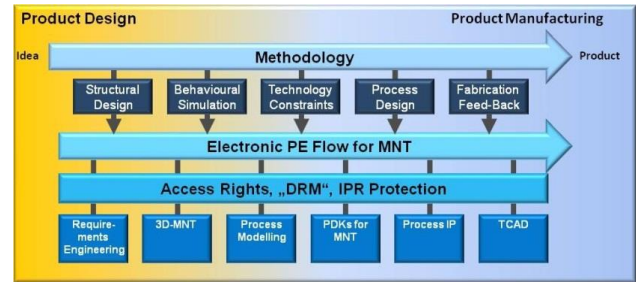 Product Design
Product Manufacturing
Idea
Methodology
Product
Structural
Design
Behavioural
Simulation
Technology
Constraints
Process
Design
Fabrication
Feed-Back
Electronic PE Flow for MNT
Access Rights, „DRM“, IPR Protection
Require-
ments
Engineering
3D-MNT
Process
Modelling
PDKs for
MNT
Process IP
TCAD